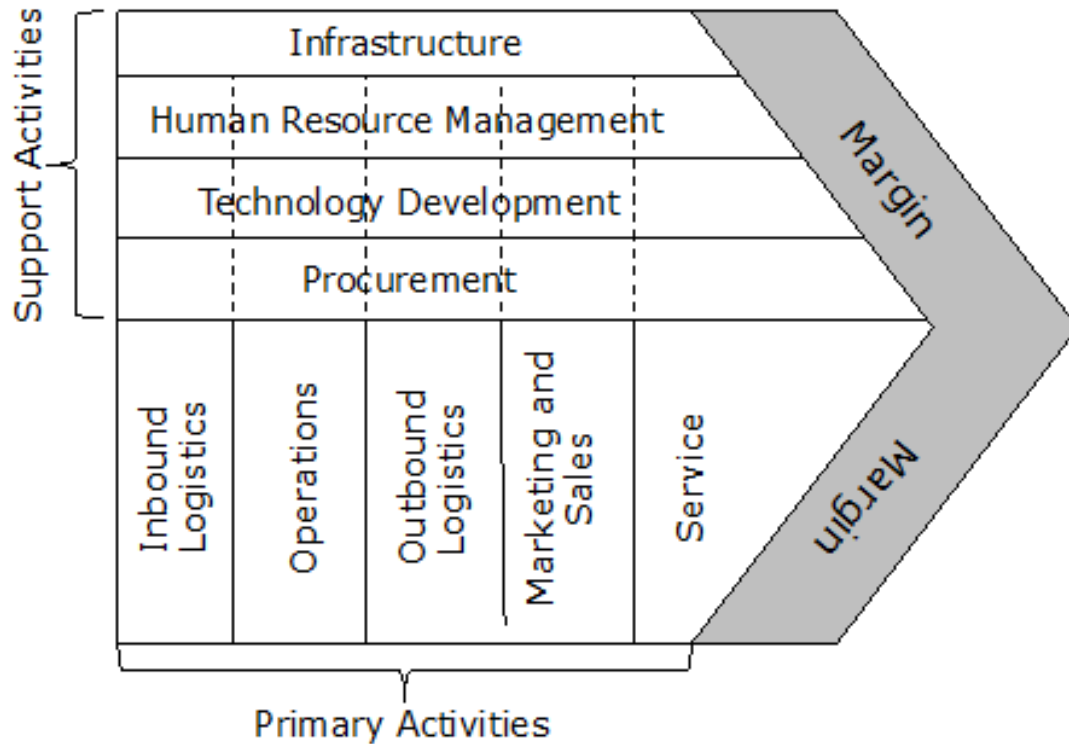 Support Activities
Infrastructure
Human Resource Management
Technology Development
Procurement
Margin
Inbound
Logistics
Operations
Outbound
Logistics
Marketing and
Sales
Service
Margin
Primary Activities